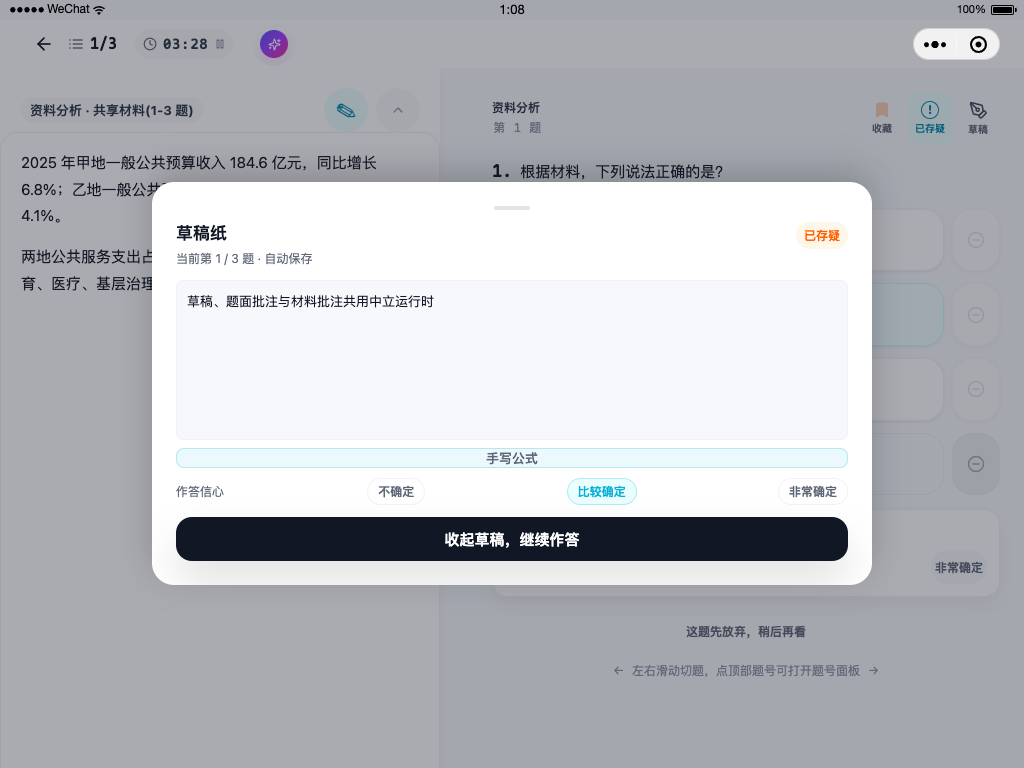 WeChat
1:08
100%
1/3
03:28
资料分析 · 共享材料(1-3 题)
2025 年甲地一般公共预算收入 184.6 亿元，同比增长
6.8%；乙地一般公共
4.1%。
两地公共服务支出占
育、医疗、基层治理
资料分析
第 1 题
收藏
已存疑
草稿
1. 根据材料，下列说法正确的是？
草稿纸
已存疑
当前第 1 / 3 题 · 自动保存
草稿、题面批注与材料批注共用中立运行时
手写公式
作答信心
不确定
比较确定
非常确定
收起草稿，继续作答
非常确定
这题先放弃，稍后再看
← 左右滑动切题，点顶部题号可打开题号面板 →